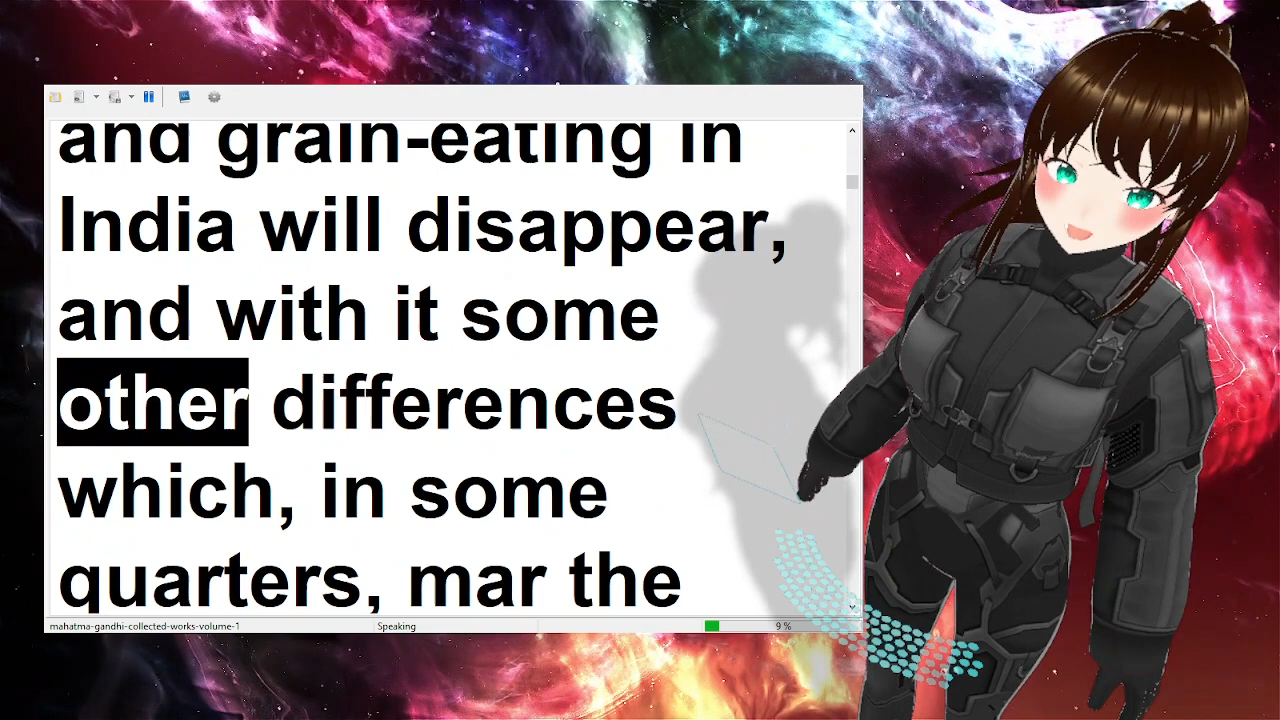 and grain-eating in
India will disappear,
and with it some
other differences
which, in some
quarters, mar the
mahatma-gandhi-collected-works-volume-1 Speaking 9 %